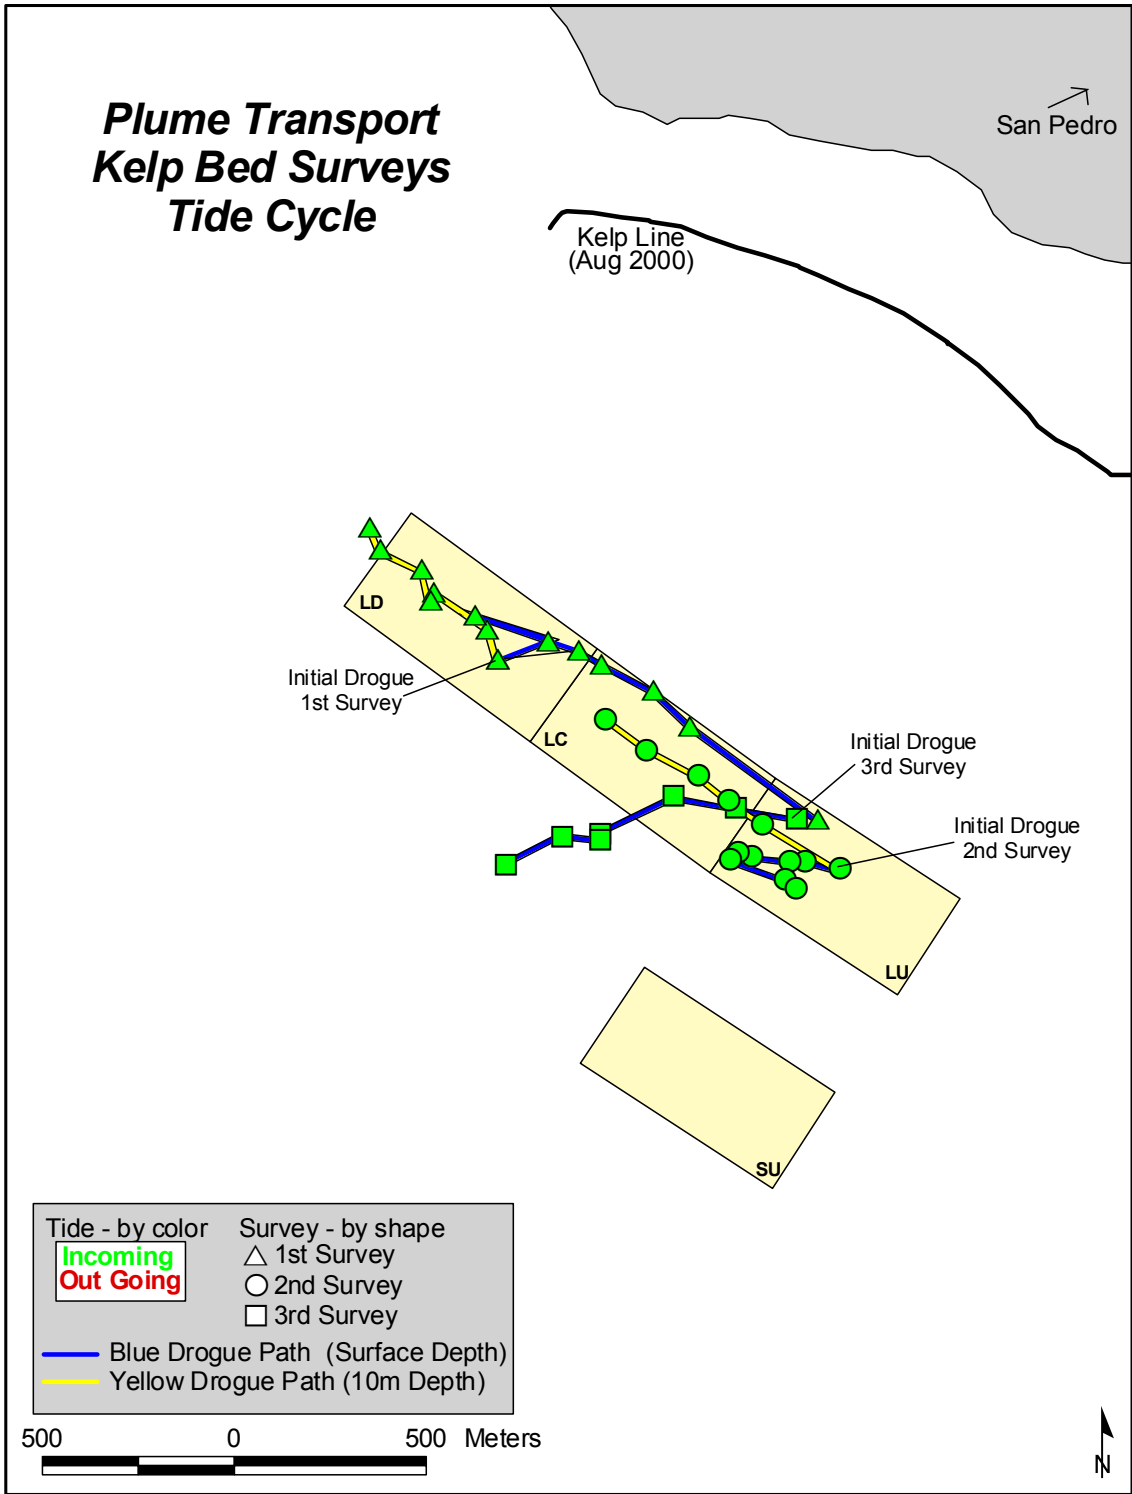 Plume Transport
Kelp Bed Surveys
Tide Cycle
San Pedro
Kelp Line
(Aug 2000)
LD
Initial Drogue
1st Survey
LC
Initial Drogue
3rd Survey
Initial Drogue
2nd Survey
LU
SU
Tide - by color
Incoming
Out Going
Survey - by shape
1st Survey
2nd Survey
3rd Survey
Blue Drogue Path (Surface Depth)
Yellow Drogue Path (10m Depth)
500 0 500 Meters
N